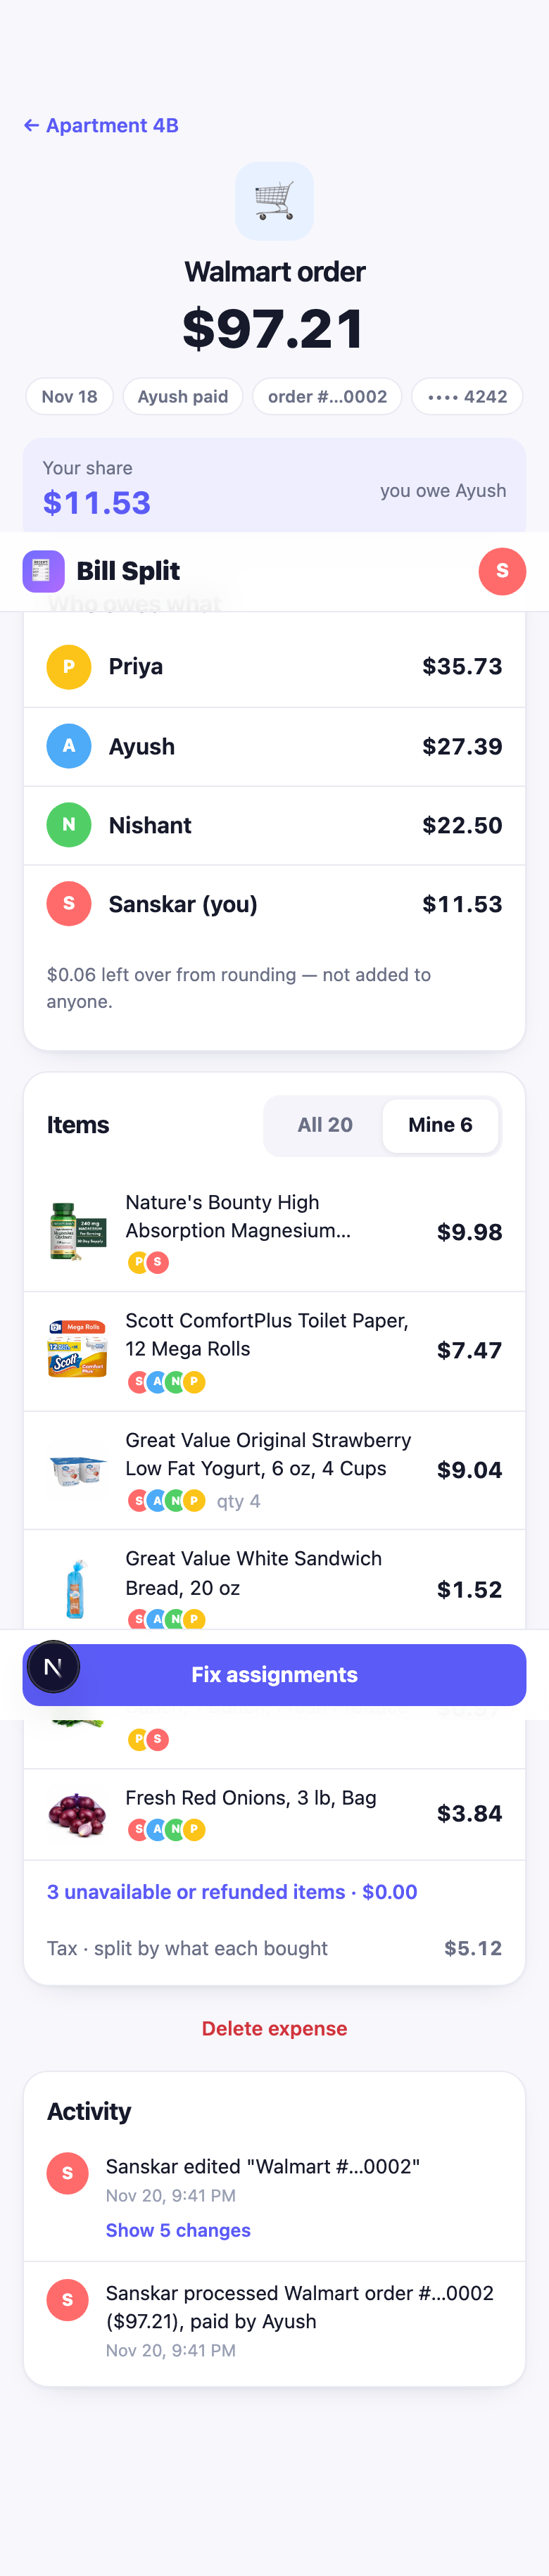 ← Apartment 4B
Walmart order
$97.21
Nov 18
Ayush paid
order #...0002
•••• 4242
Your share
$11.53
you owe Ayush
Bill Split
S
Who owes what
P
Priya
$35.73
A
Ayush
$27.39
N
Nishant
$22.50
S
Sanskar (you)
$11.53
$0.06 left over from rounding — not added to
anyone.
Items
All 20
Mine 6
Nature's Bounty High
Absorption Magnesium...
$9.98
P S
Scott ComfortPlus Toilet Paper,
12 Mega Rolls
$7.47
S A N P
Great Value Original Strawberry
Low Fat Yogurt, 6 oz, 4 Cups
$9.04
S A N P qty 4
Great Value White Sandwich
Bread, 20 oz
$1.52
S A N P
N
Fix assignments
P S
Fresh Red Onions, 3 lb, Bag
$3.84
S A N P
3 unavailable or refunded items · $0.00
Tax · split by what each bought
$5.12
Delete expense
Activity
S
Sanskar edited "Walmart #...0002"
Nov 20, 9:41 PM
Show 5 changes
S
Sanskar processed Walmart order #...0002
($97.21), paid by Ayush
Nov 20, 9:41 PM